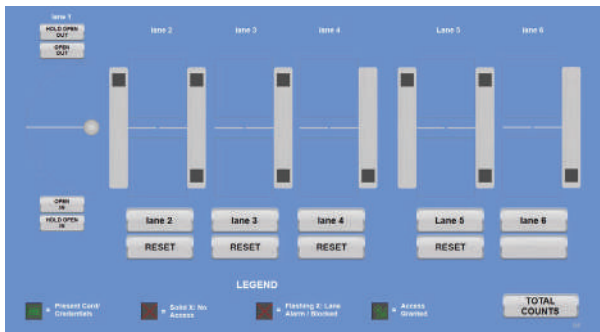 lane 1
HOLD OPEN
OUT
OPEN
OUT
lane 2
lane 3
lane 4
Lane 5
lane 6
OPEN
IN
HOLD OPEN
IN
lane 2
lane 3
lane 4
Lane 5
lane 6
RESET
RESET
RESET
RESET
LEGEND
= Present Card/
Credentials
= Solid X: No
Access
= Flashing X: Lane
Alarm / Blocked
= Access
Granted
TOTAL
COUNTS